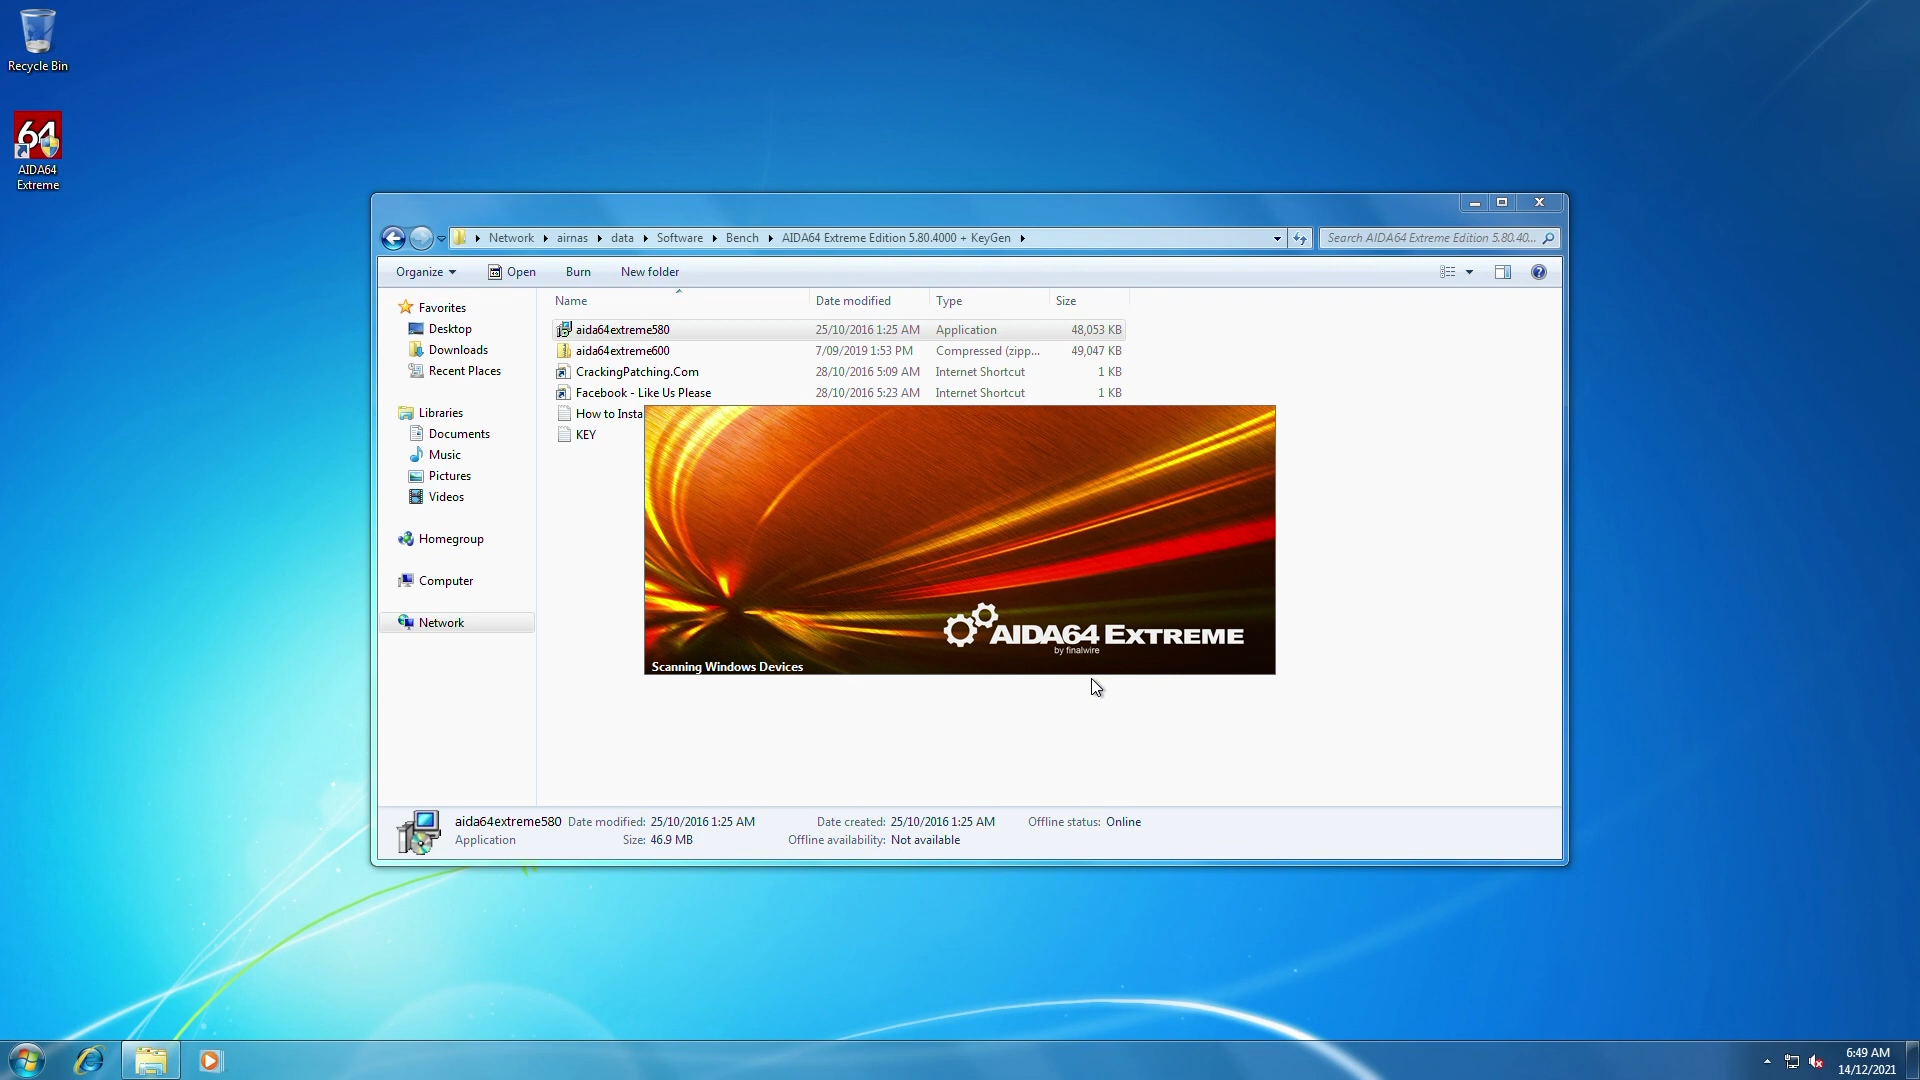 Recycle Bin
64
AIDA64
Extreme
Network
airnas
data
Software
Bench
AIDA64 Extreme Edition 5.80.4000 + KeyGen
Search AIDA64 Extreme Edition 5.80.40...
Organize
Open
Burn
New folder
Name
Date modified
Type
Size
Favorites
Desktop
Downloads
Recent Places
Libraries
Documents
Music
Pictures
Videos
Homegroup
Computer
Network
aida64extreme580 25/10/2016 1:25 AM Application 48,053 KB
aida64extreme600 7/09/2019 1:53 PM Compressed (zipp... 49,047 KB
CrackingPatching.Com 28/10/2016 5:09 AM Internet Shortcut 1 KB
Facebook - Like Us Please 28/10/2016 5:23 AM Internet Shortcut 1 KB
How to Insta
KEY
AIDA64 EXTREME
by finalwire
Scanning Windows Devices
aida64extreme580 Date modified: 25/10/2016 1:25 AM Date created: 25/10/2016 1:25 AM Offline status: Online
Application Size: 46.9 MB Offline availability: Not available
6:49 AM
14/12/2021